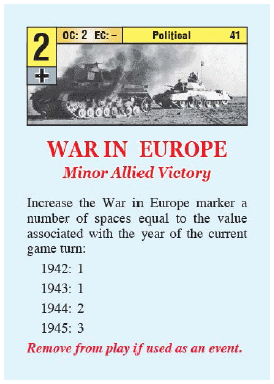 OC: 2 EC: – Political 41
2
WAR IN EUROPE
Minor Allied Victory
Increase the War in Europe marker a
number of spaces equal to the value
associated with the year of the current
game turn:
1942: 1
1943: 1
1944: 2
1945: 3
Remove from play if used as an event.